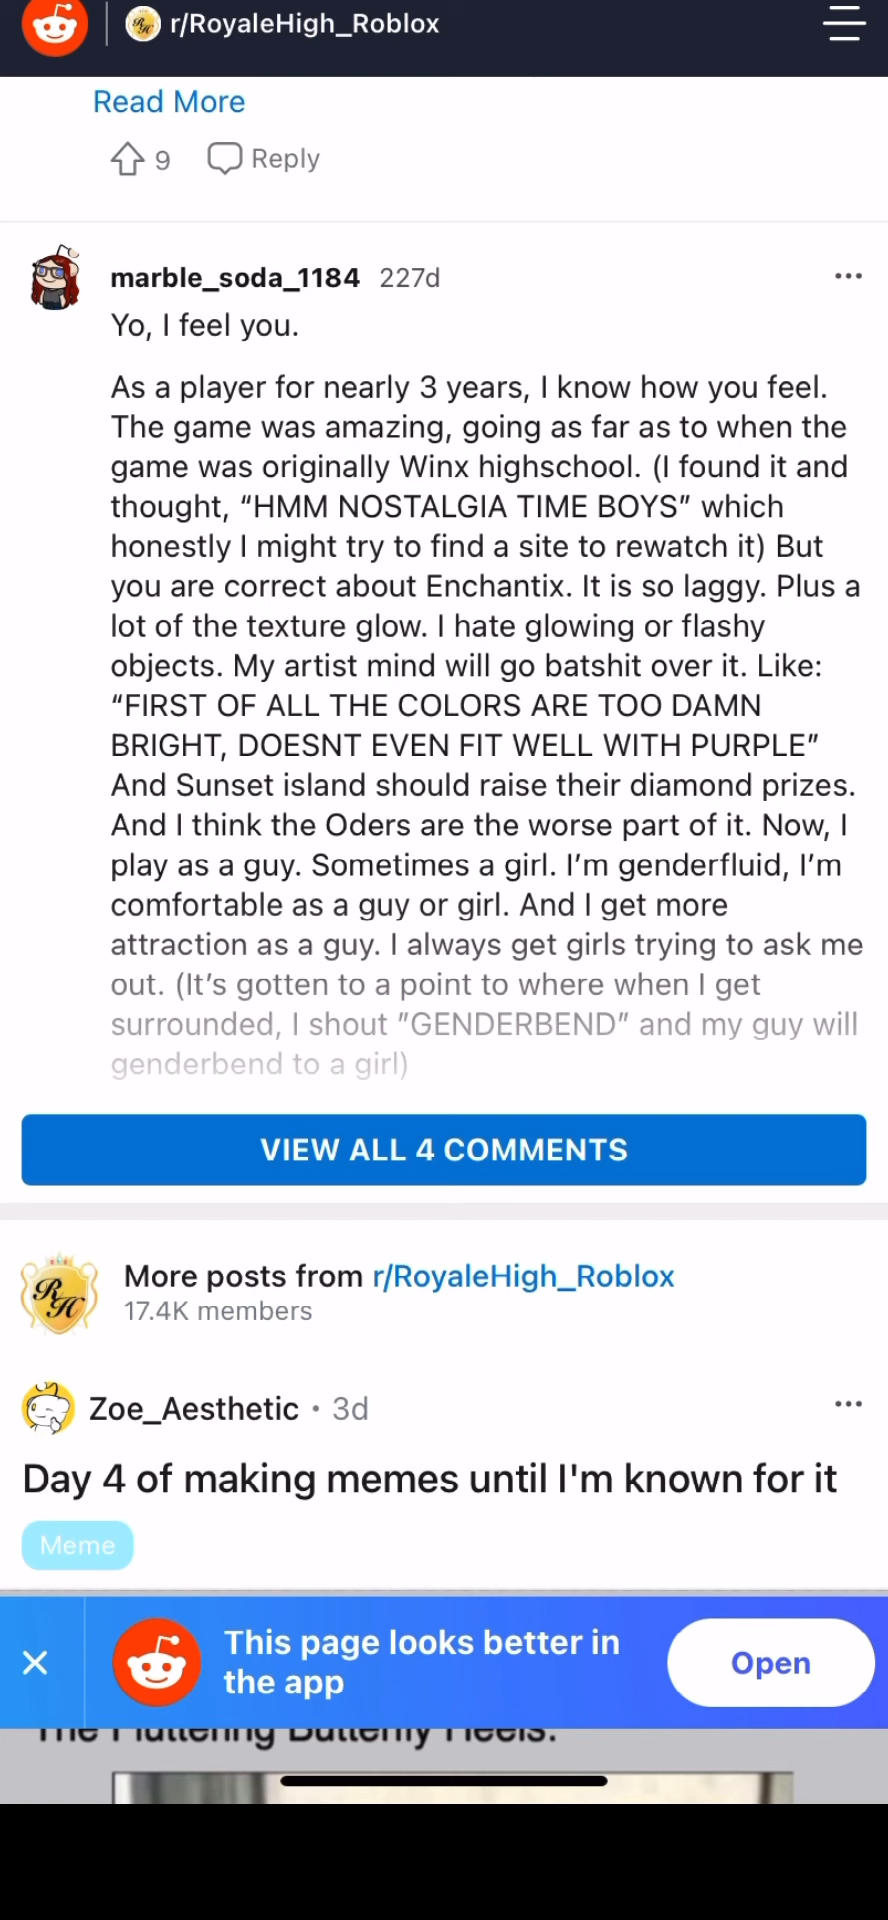 r/RoyaleHigh_Roblox
Read More
9 Reply
marble_soda_1184 227d
Yo, I feel you.
As a player for nearly 3 years, I know how you feel.
The game was amazing, going as far as to when the
game was originally Winx highschool. (I found it and
thought, “HMM NOSTALGIA TIME BOYS” which
honestly I might try to find a site to rewatch it) But
you are correct about Enchantix. It is so laggy. Plus a
lot of the texture glow. I hate glowing or flashy
objects. My artist mind will go batshit over it. Like:
“FIRST OF ALL THE COLORS ARE TOO DAMN
BRIGHT, DOESNT EVEN FIT WELL WITH PURPLE”
And Sunset island should raise their diamond prizes.
And I think the Oders are the worse part of it. Now, I
play as a guy. Sometimes a girl. I’m genderfluid, I’m
comfortable as a guy or girl. And I get more
attraction as a guy. I always get girls trying to ask me
out. (It’s gotten to a point to where when I get
surrounded, I shout ”GENDERBEND” and my guy will
genderbend to a girl)
VIEW ALL 4 COMMENTS
RH
More posts from r/RoyaleHigh_Roblox
17.4K members
Zoe_Aesthetic • 3d
Day 4 of making memes until I'm known for it
Meme
This page looks better in
the app
Open
The Fluttering Butterfly Heels.